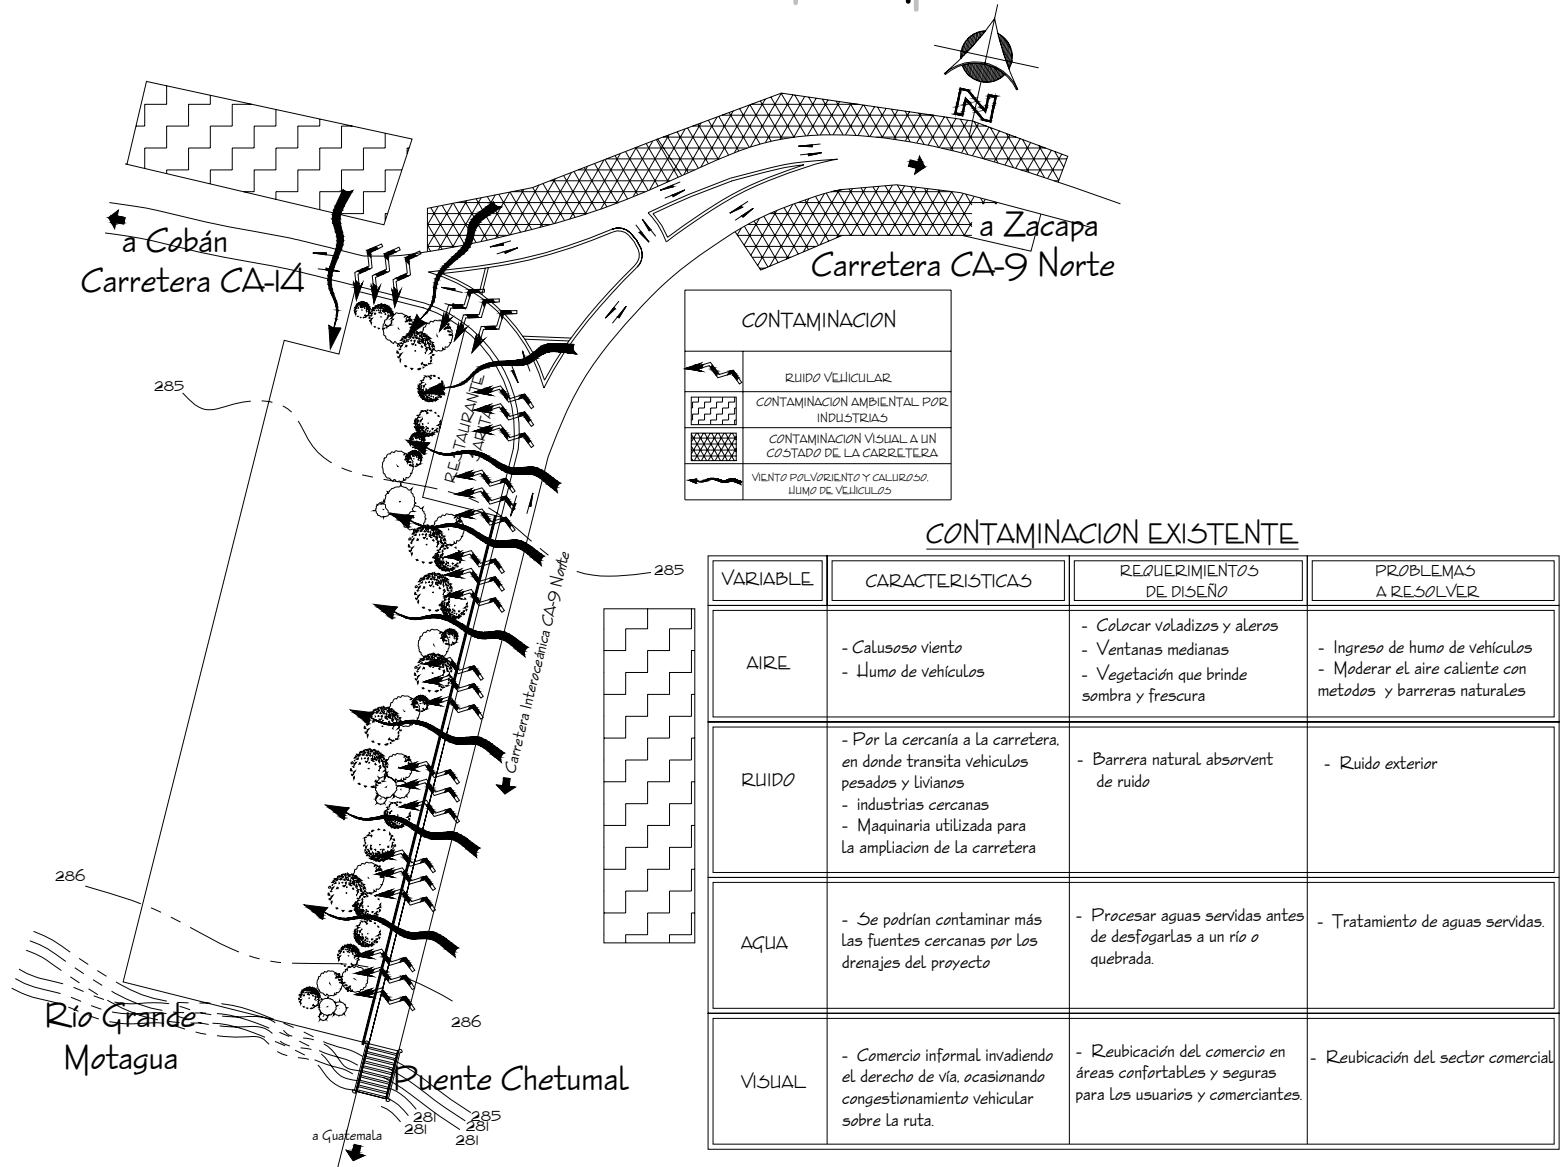 N
a Cobán
Carretera CA-14
a Zacapa
Carretera CA-9 Norte
CONTAMINACION
RUIDO VEHICULAR
CONTAMINACION AMBIENTAL POR
INDUSTRIAS
CONTAMINACION VISUAL A UN
COSTADO DE LA CARRETERA
VIENTO POLVORIENTO Y CALUROSO,
HUMO DE VEHICULOS
285
RESTAURANTE
285
Carretera Interoceánica CA-9 Norte
286
286
Río Grande
Motagua
Puente Chetumal
281
281
285
281
281
a Guatemala
CONTAMINACION EXISTENTE
VARIABLE
CARACTERISTICAS
REQUERIMIENTOS
DE DISEÑO
PROBLEMAS
A RESOLVER
AIRE
- Calusoso viento
- Humo de vehículos
- Colocar voladizos y aleros
- Ventanas medianas
- Vegetación que brinde
sombra y frescura
- Ingreso de humo de vehículos
- Moderar el aire caliente con
metodos y barreras naturales
RUIDO
- Por la cercanía a la carretera,
en donde transita vehiculos
pesados y livianos
- industrias cercanas
- Maquinaria utilizada para
la ampliacion de la carretera
- Barrera natural absorvent
de ruido
- Ruido exterior
AGUA
- Se podrían contaminar más
las fuentes cercanas por los
drenajes del proyecto
- Procesar aguas servidas antes
de desfogarlas a un río o
quebrada.
- Tratamiento de aguas servidas.
VISUAL
- Comercio informal invadiendo
el derecho de vía, ocasionando
congestionamiento vehicular
sobre la ruta.
- Reubicación del comercio en
áreas confortables y seguras
para los usuarios y comerciantes.
- Reubicación del sector comercial